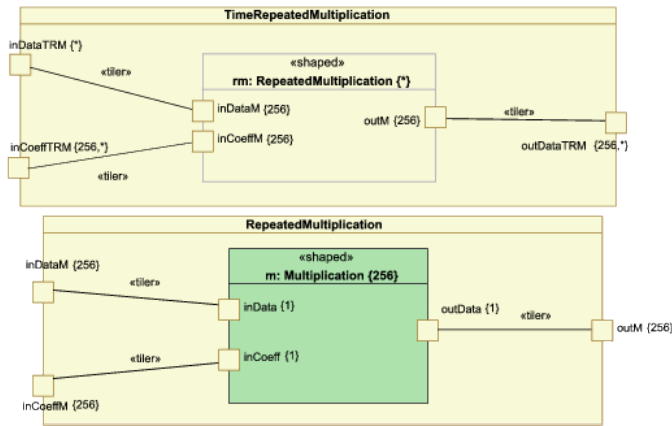 TimeRepeatedMultiplication
inDataTRM {*}
«tiler»
«shaped»
rm: RepeatedMultiplication {*}
inDataM {256}
outM {256}
«tiler»
inCoeffTRM {256,*}
inCoeffM {256}
outDataTRM {256,*}
«tiler»
RepeatedMultiplication
inDataM {256}
«tiler»
«shaped»
m: Multiplication {256}
inData {1}
outData {1}
«tiler»
outM {256}
«tiler»
inCoeff {1}
inCoeffM {256}